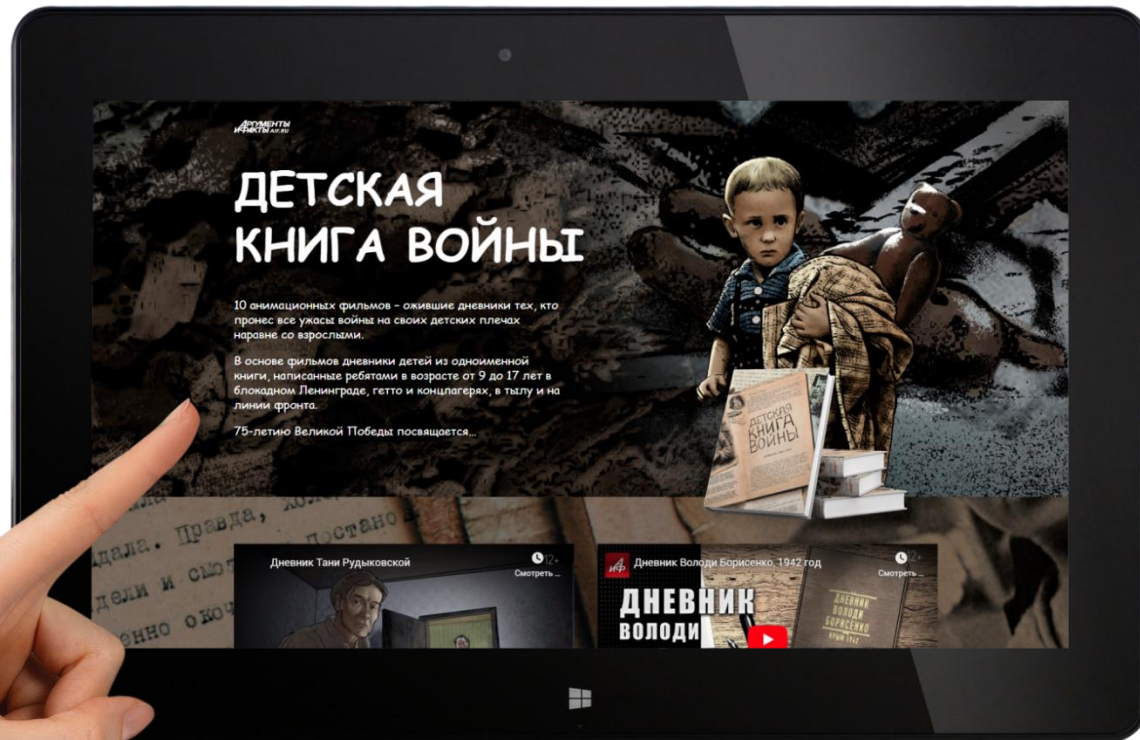 АРГУМЕНТЫ
И ФАКТЫ AIF.RU
ДЕТСКАЯ
КНИГА ВОЙНЫ
10 анимационных фильмов - ожившие дневники тех, кто
пронес все ужасы войны на своих детских плечах
наравне со взрослыми.
В основе фильмов дневники детей из одноименной
книги, написанные ребятами в возрасте от 9 до 17 лет в
блокадном Ленинграде, гетто и концлагерях, в тылу и на
линии фронта.
75-летию Великой Победы посвящается...
ДЕТСКАЯ
КНИГА
ВОЙНЫ
дала. Правда,
постанов
дели и
Дневник Тани Рудыковской
12+
Смотреть ...
АиФ
Дневник Володи Борисенко, 1942 год
12+
Смотреть ...
ДНЕВНИК
ВОЛОДИ
ДНЕВНИК
ВОЛОДИ
БОРИСЕНКО
КРЫМ 1942